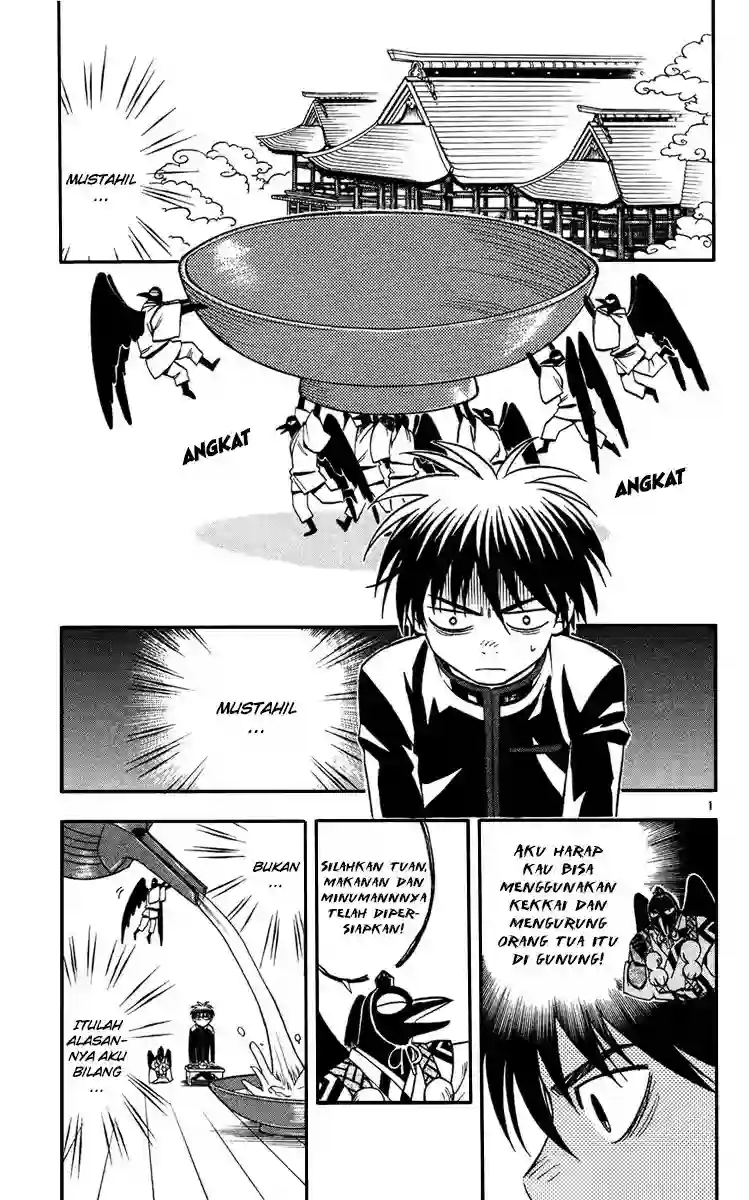 MUSTAHIL
...
ANGKAT
ANGKAT
MUSTAHIL
...
1
AKU HARAP
KAU BISA
MENGGUNAKAN
KEKKAI DAN
MENGURUNG
ORANG TUA ITU
DI GUNUNG!
SILAHKAN TUAN,
MAKANAN DAN
MINUMANNNYA
TELAH DIPER-
SIAPKAN!
BUKAN
...
ITULAH
ALASAN-
NYA AKU
BILANG
...